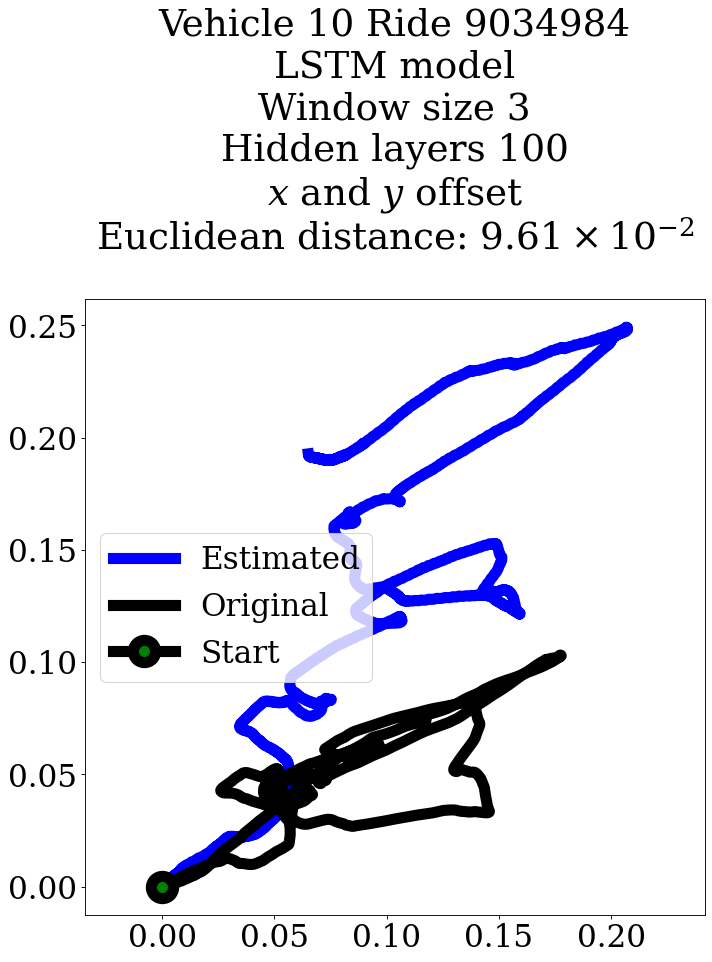 Vehicle 10 Ride 9034984
LSTM model
Window size 3
Hidden layers 100
x and y offset
Euclidean distance: 9.61 × 10⁻²
0.25
0.20
0.15
0.10
0.05
0.00
Estimated
Original
Start
0.00 0.05 0.10 0.15 0.20